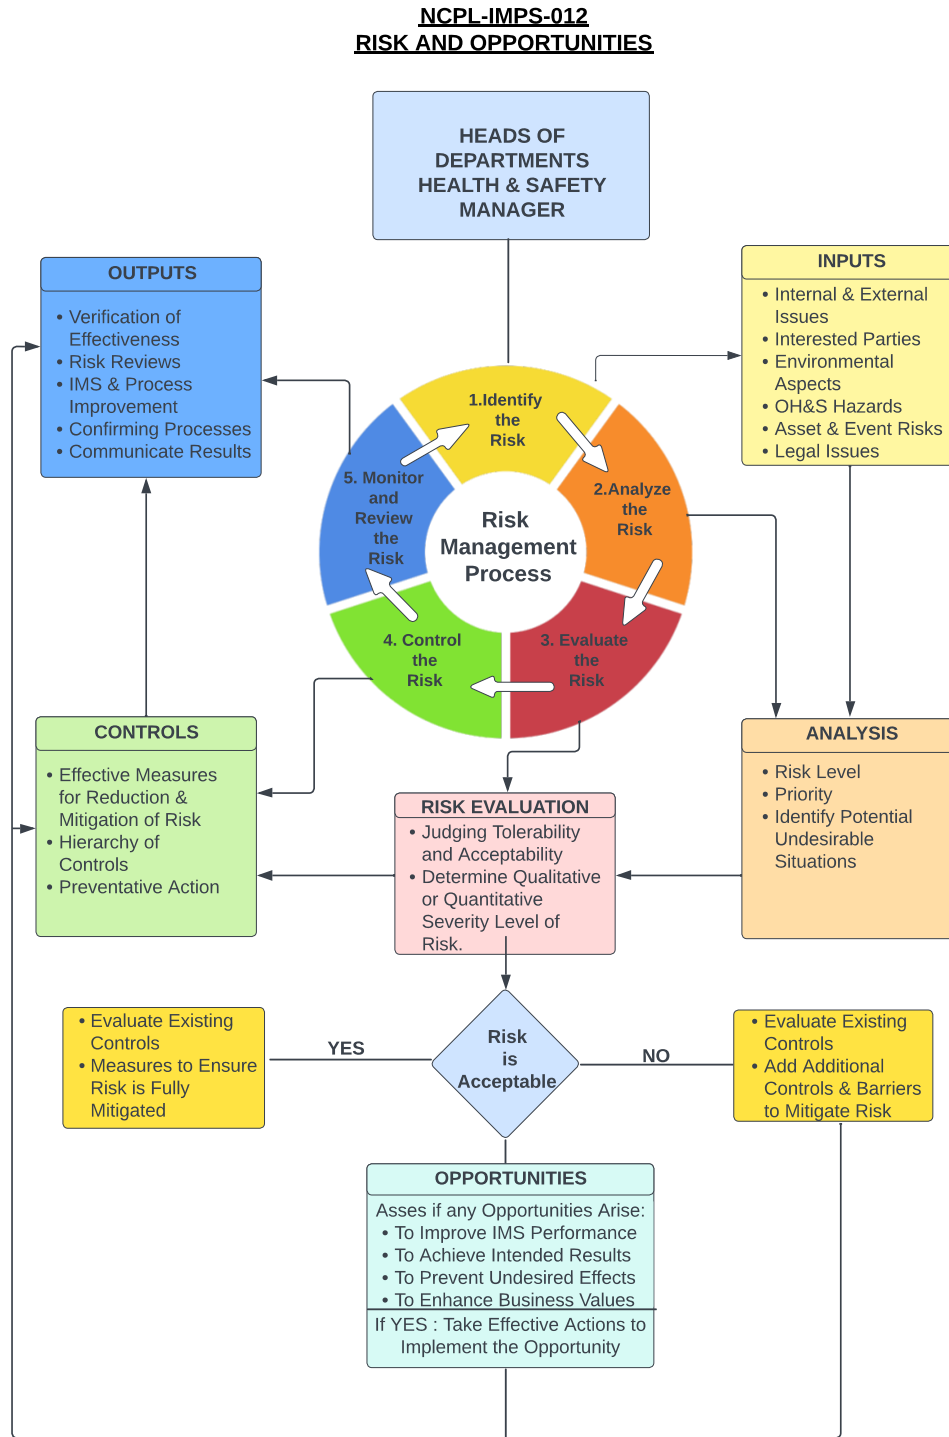 NCPL-IMPS-012
RISK AND OPPORTUNITIES
HEADS OF
DEPARTMENTS
HEALTH & SAFETY
MANAGER
OUTPUTS
• Verification of
Effectiveness
• Risk Reviews
• IMS & Process
Improvement
• Confirming Processes
• Communicate Results
INPUTS
• Internal & External
Issues
• Interested Parties
• Environmental
Aspects
• OH&S Hazards
• Asset & Event Risks
• Legal Issues
1.Identify
the
Risk
2.Analyze
the
Risk
3. Evaluate
the
Risk
4. Control
the
Risk
5. Monitor
and
Review
the
Risk
Risk
Management
Process
CONTROLS
• Effective Measures
for Reduction &
Mitigation of Risk
• Hierarchy of
Controls
• Preventative Action
RISK EVALUATION
• Judging Tolerability
and Acceptability
• Determine Qualitative
or Quantitative
Severity Level of
Risk.
ANALYSIS
• Risk Level
• Priority
• Identify Potential
Undesirable
Situations
• Evaluate Existing
Controls
• Measures to Ensure
Risk is Fully
Mitigated
YES
Risk
is
Acceptable
NO
• Evaluate Existing
Controls
• Add Additional
Controls & Barriers
to Mitigate Risk
OPPORTUNITIES
Asses if any Opportunities Arise:
• To Improve IMS Performance
• To Achieve Intended Results
• To Prevent Undesired Effects
• To Enhance Business Values
If YES : Take Effective Actions to
Implement the Opportunity